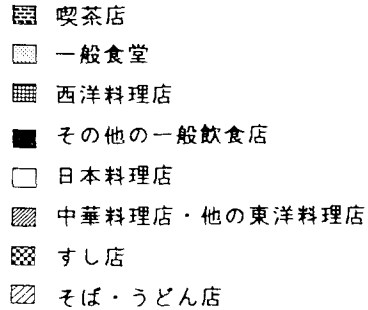 喫茶店
一般食堂
西洋料理店
その他の一般飲食店
日本料理店
中華料理店・他の東洋料理店
すし店
そば・うどん店